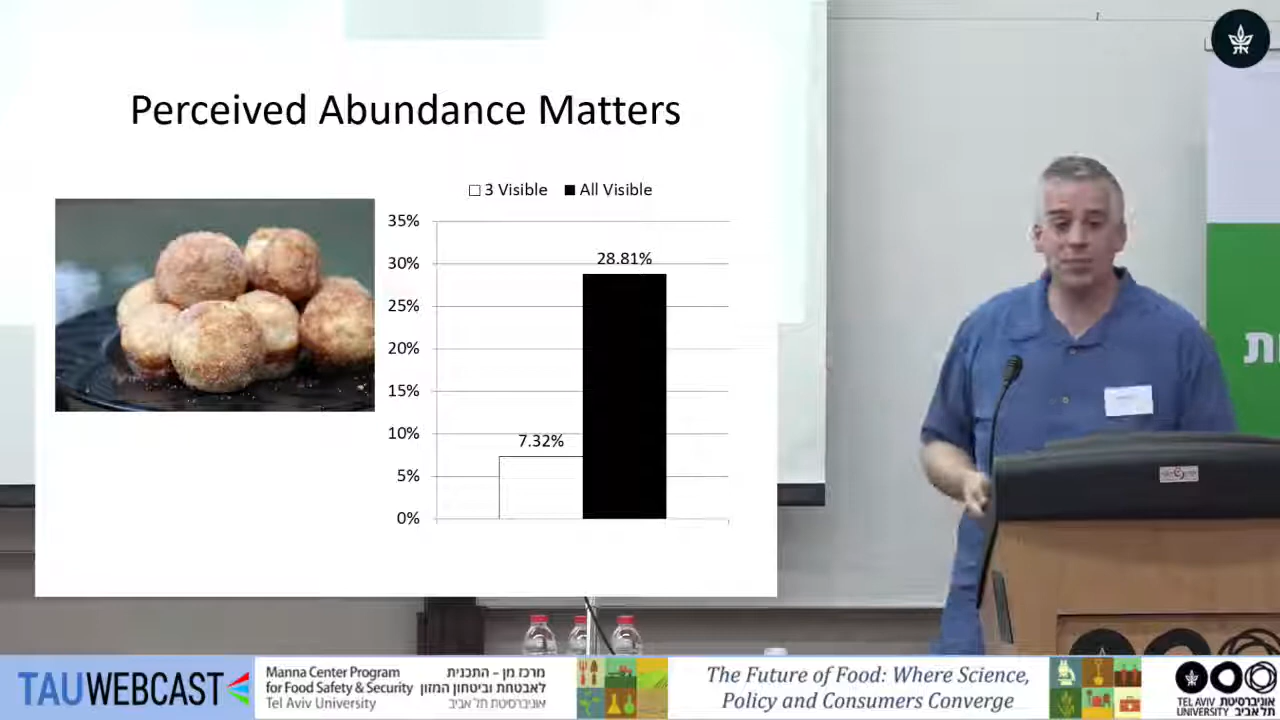 Perceived Abundance Matters
3 Visible
All Visible
35%
30%
25%
20%
15%
10%
5%
0%
28.81%
7.32%
ת
TAUWEBCAST
Manna Center Program
for Food Safety & Security
Tel Aviv University
מרכז מן – התכנית
לאבטחת וביטחון המזון
אוניברסיטת תל אביב
The Future of Food: Where Science,
Policy and Consumers Converge
TEL AVIV אוניברסיטת
UNIVERSITY תל אביב